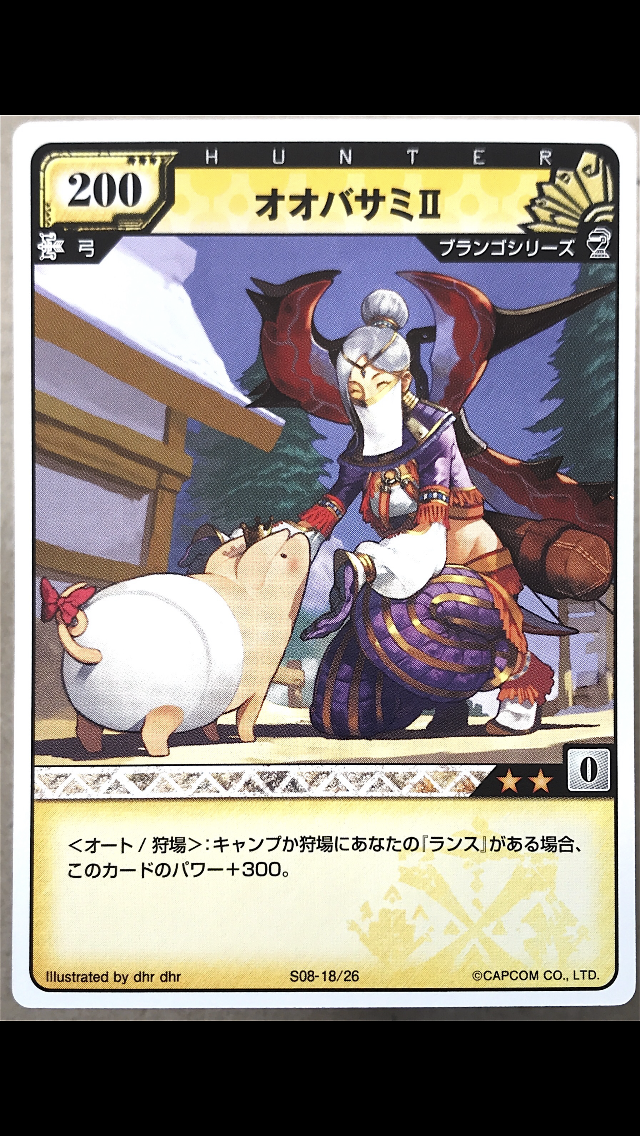 HUNTER
200
オオバサミⅡ
弓
ブランゴシリーズ
0
＜オート / 狩場＞：キャンプか狩場にあなたの『ランス』がある場合、
このカードのパワー＋300。
Illustrated by dhr dhr
S08-18/26
©CAPCOM CO., LTD.